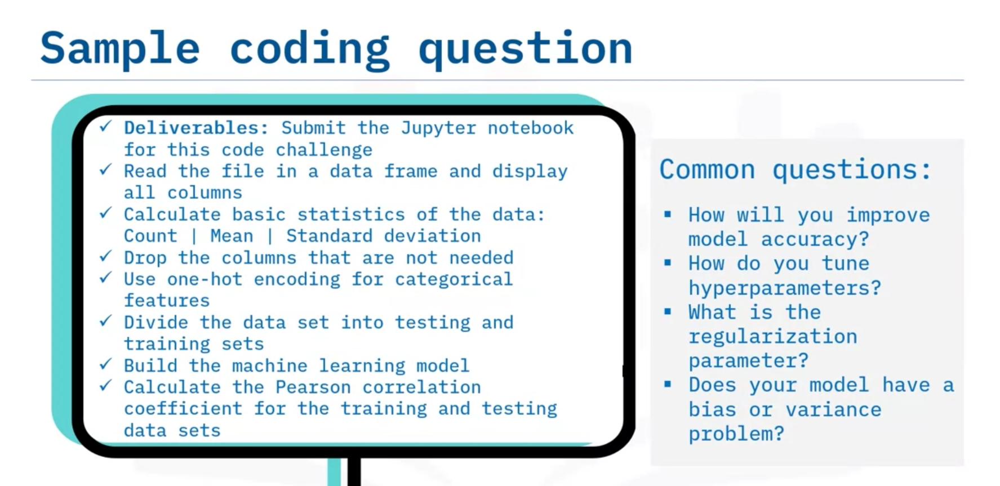 Sample coding question
✓ Deliverables: Submit the Jupyter notebook
for this code challenge
✓ Read the file in a data frame and display
all columns
✓ Calculate basic statistics of the data:
Count | Mean | Standard deviation
✓ Drop the columns that are not needed
✓ Use one-hot encoding for categorical
features
✓ Divide the data set into testing and
training sets
✓ Build the machine learning model
✓ Calculate the Pearson correlation
coefficient for the training and testing
data sets
Common questions:
▪ How will you improve
model accuracy?
▪ How do you tune
hyperparameters?
▪ What is the
regularization
parameter?
▪ Does your model have a
bias or variance
problem?